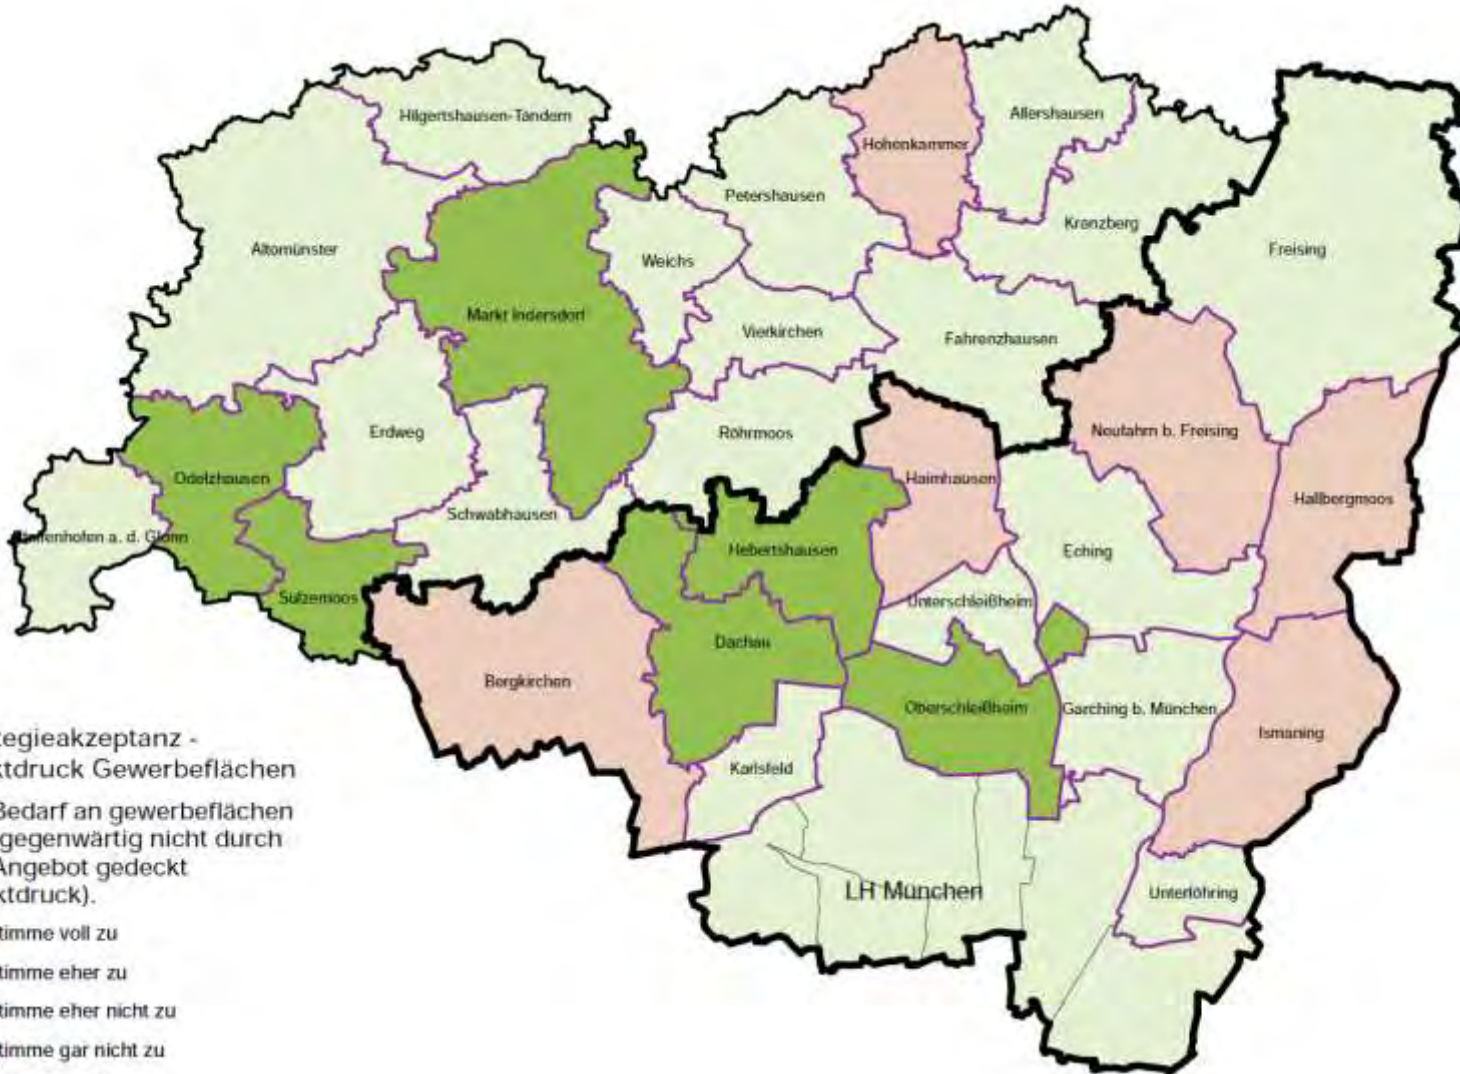 Hilgertshausen-Tandern
Allershausen
Hohenkammer
Petershausen
Kranzberg
Altomünster
Weichs
Freising
Markt Indersdorf
Vierkirchen
Fahrenzhausen
Erdweg
Röhrmoos
Neufahrn b. Freising
Odelzhausen
Haimhausen
Hallbergmoos
Schwabhausen
a. d. Glonn
Hebertshausen
Eching
Sulzemoos
Unterschleißheim
Dachau
Bergkirchen
Oberschleißheim
Garching b. München
Ismaning
Karlsfeld
LH München
Unterföhring
tegieakzeptanz -
ktdruck Gewerbeflächen
Bedarf an gewerbeflächen
gegenwärtig nicht durch
Angebot gedeckt
ktdruck).
timme voll zu
timme eher zu
timme eher nicht zu
timme gar nicht zu